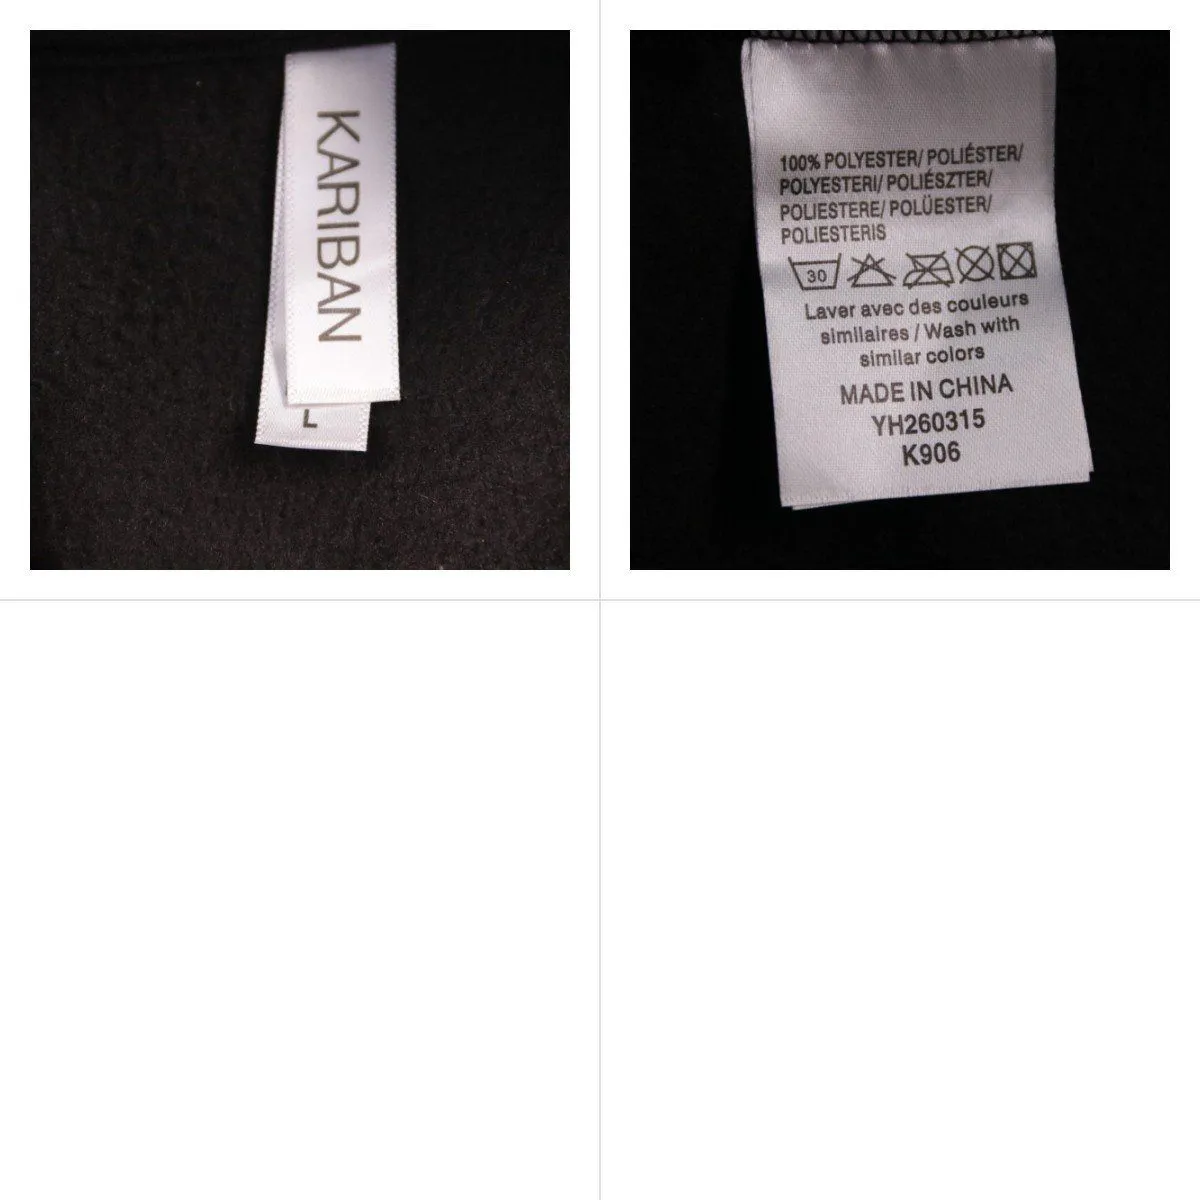 KARIBAN
L
100% POLYESTER/ POLIÉSTER/
POLYESTERI/ POLIÉSZTER/
POLIESTERE/ POLÜESTER/
POLIESTERIS
30
Laver avec des couleurs
similaires / Wash with
similar colors
MADE IN CHINA
YH260315
K906